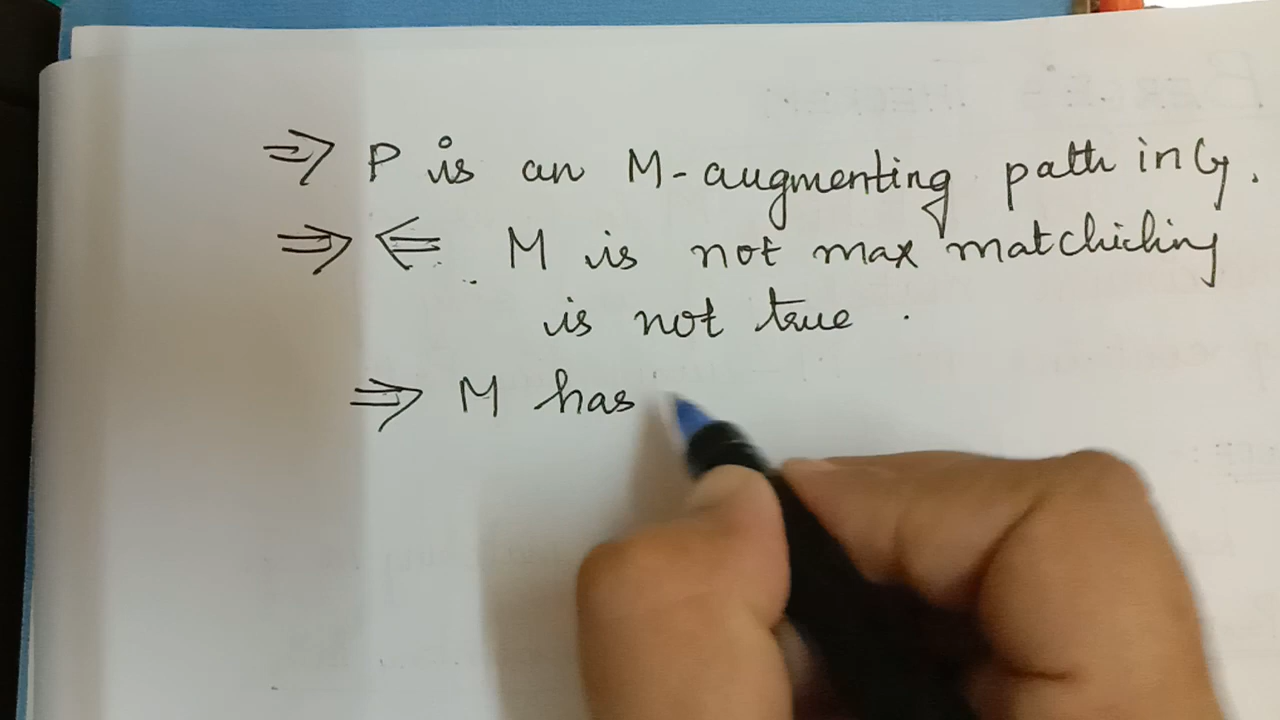 ⇒ P is an M-augmenting path in G.
⇒ ⇐ M is not max matchiching
is not true.
⇒ M has